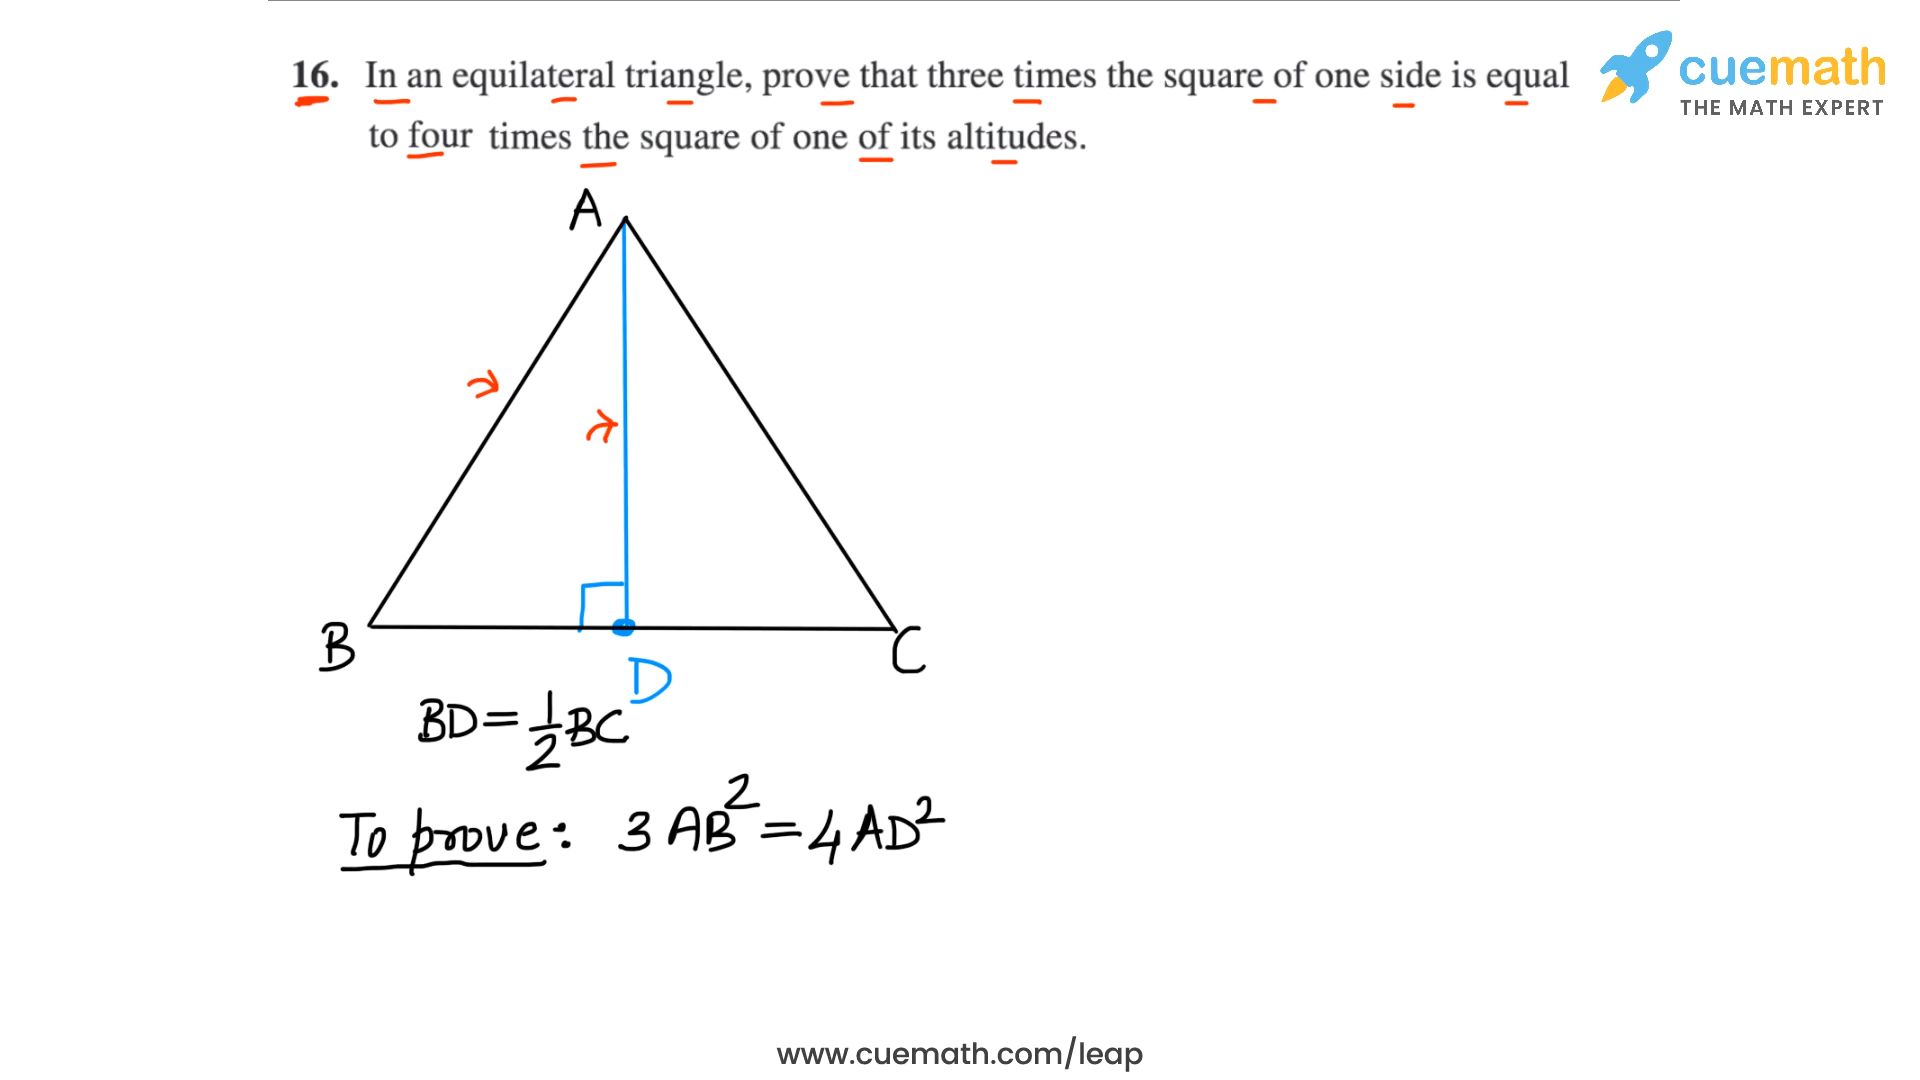 16. In an equilateral triangle, prove that three times the square of one side is equal
to four times the square of one of its altitudes.
cuemath
THE MATH EXPERT
A
B
C
D
BD = 1/2 BC
To prove: 3 AB² = 4 AD²
www.cuemath.com/leap